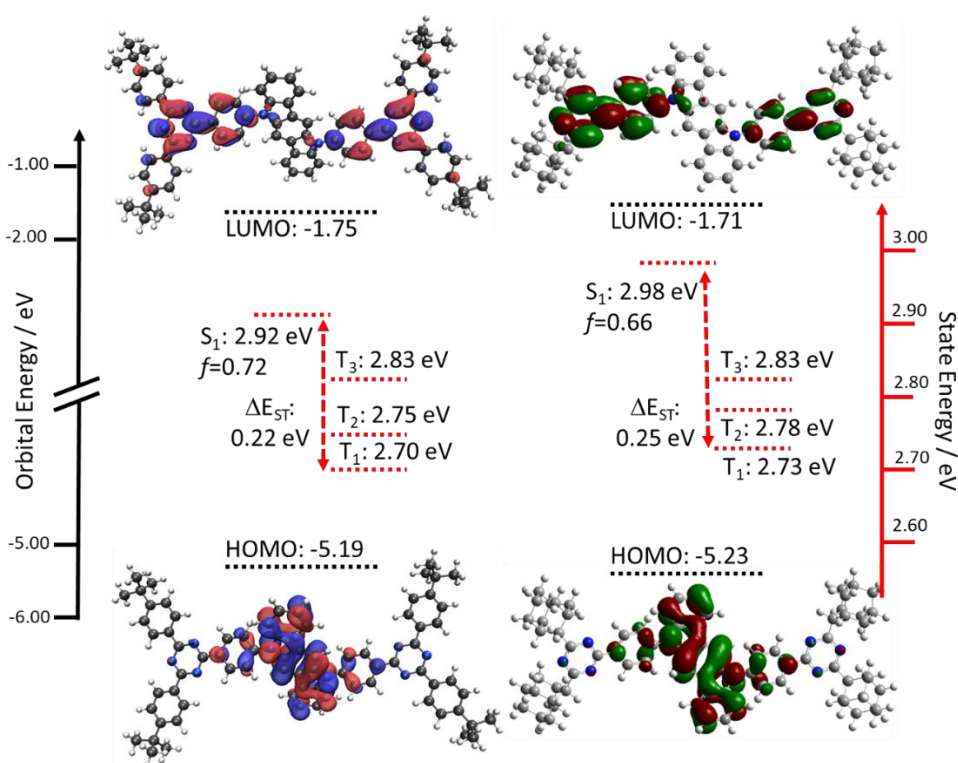 Orbital Energy / eV
-1.00
-2.00
-5.00
-6.00
LUMO: -1.75
S₁: 2.92 eV
f=0.72
T₃: 2.83 eV
ΔE_ST:
0.22 eV
T₂: 2.75 eV
T₁: 2.70 eV
HOMO: -5.19
LUMO: -1.71
S₁: 2.98 eV
f=0.66
T₃: 2.83 eV
ΔE_ST:
0.25 eV
T₂: 2.78 eV
T₁: 2.73 eV
HOMO: -5.23
3.00
2.90
2.80
2.70
2.60
State Energy / eV